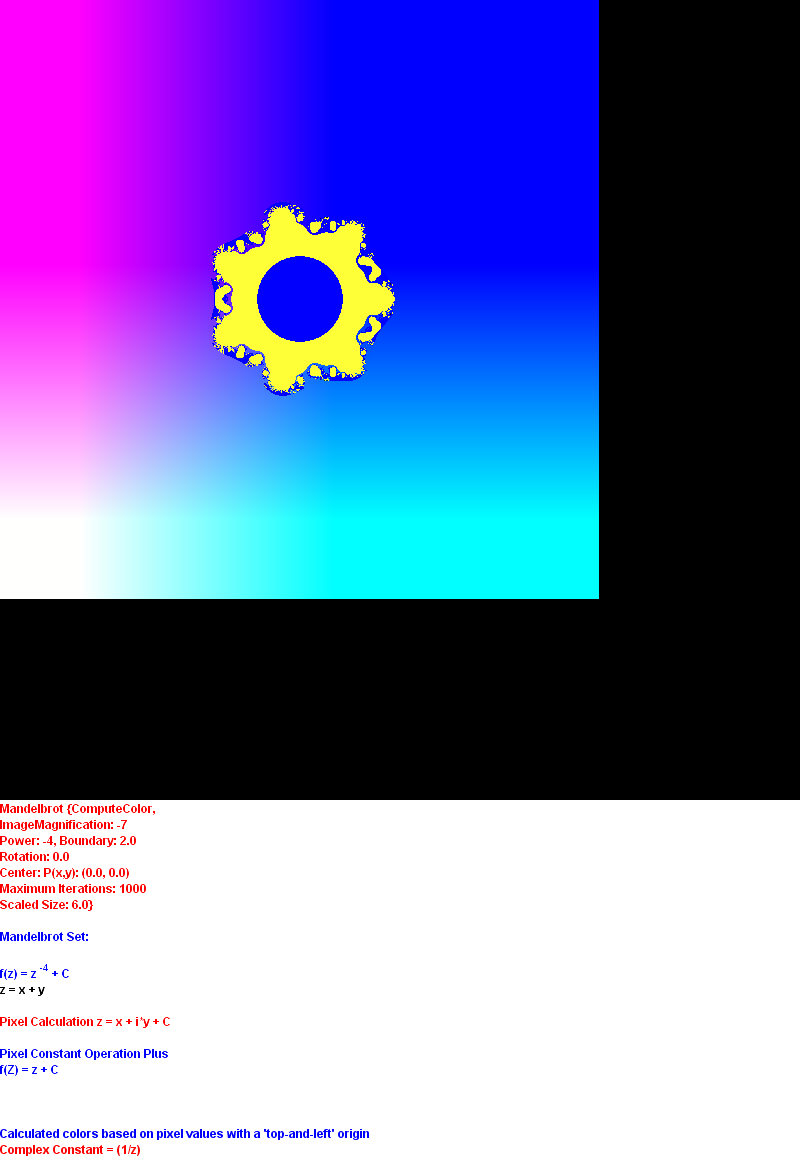 Mandelbrot {ComputeColor,
ImageMagnification: -7
Power: -4, Boundary: 2.0
Rotation: 0.0
Center: P(x,y): (0.0, 0.0)
Maximum Iterations: 1000
Scaled Size: 6.0}
Mandelbrot Set:
f(z) = z ⁻⁴ + C
z = x + y
Pixel Calculation z = x + i*y + C
Pixel Constant Operation Plus
f(Z) = z + C
Calculated colors based on pixel values with a 'top-and-left' origin
Complex Constant = (1/z)